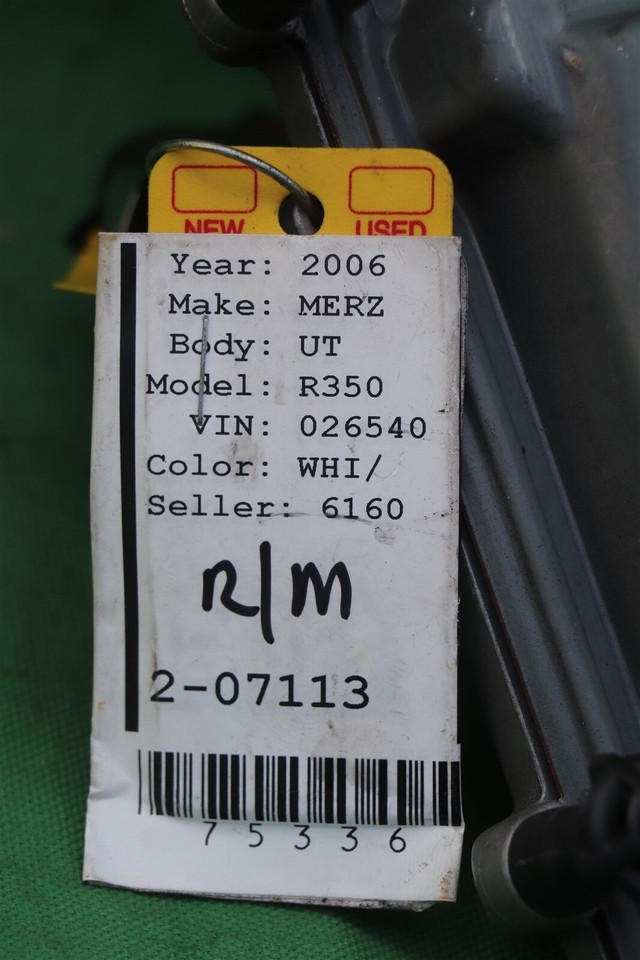 NEW USED
Year: 2006
Make: MERZ
Body: UT
Model: R350
VIN: 026540
Color: WHI/
Seller: 6160
R/M
2-07113
75336